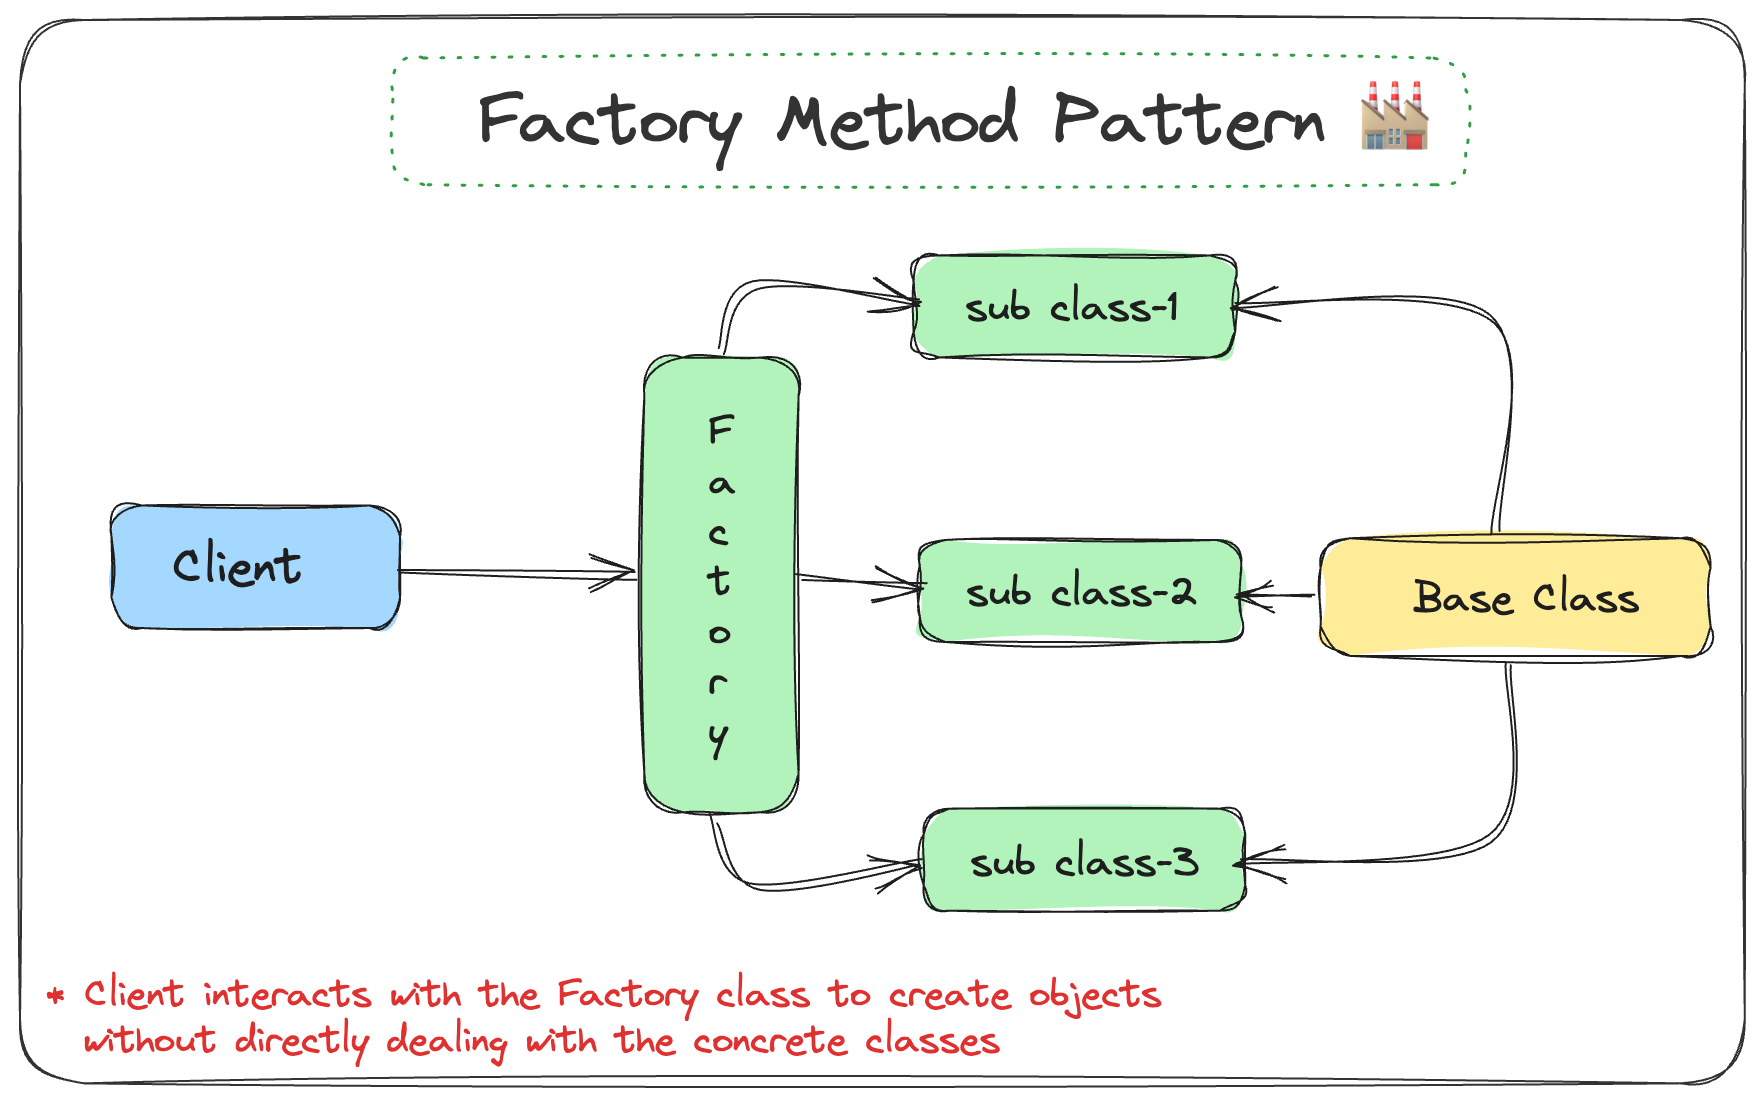 Factory Method Pattern
sub class-1
Factory
Client
sub class-2
Base Class
sub class-3
* Client interacts with the Factory class to create objects
without directly dealing with the concrete classes